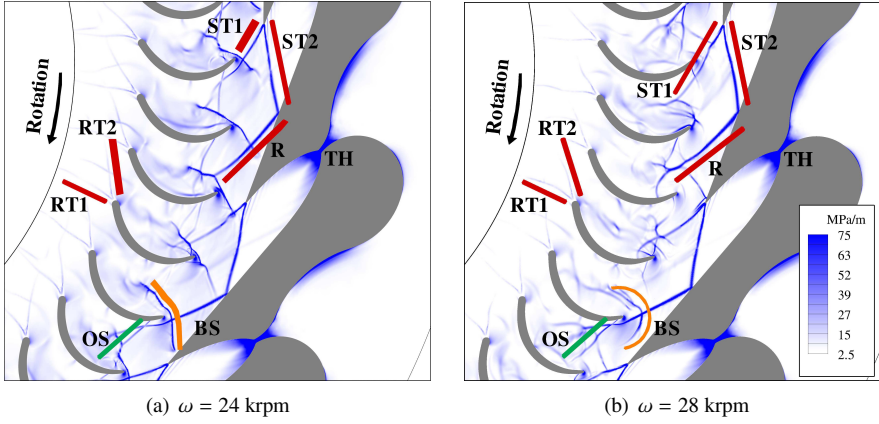 ST1
ST2
Rotation
RT2
R
TH
RT1
OS
BS
(a) ω = 24 krpm
ST2
ST1
Rotation
RT2
TH
R
RT1
MPa/m
75
63
51
39
27
15
2.5
OS
BS
(b) ω = 28 krpm